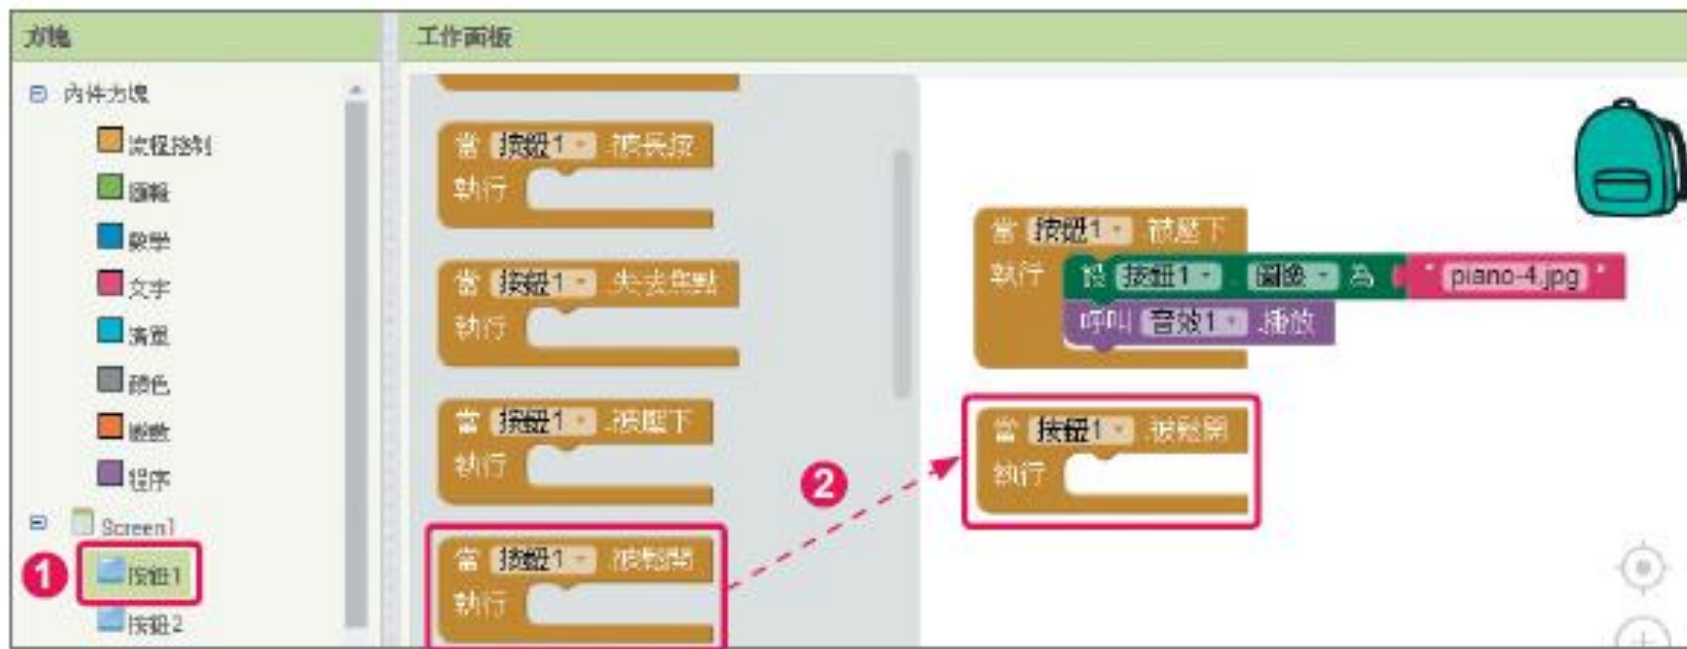 方塊
內件方塊
流程控制
邏輯
數學
文字
清單
顏色
變數
程序
Screen1
1
按鈕1
按鈕2
工作面板
當 按鈕1 .被長按
執行
當 按鈕1 .失去焦點
執行
當 按鈕1 .被壓下
執行
當 按鈕1 .被鬆開
執行
2
當 按鈕1 .被壓下
執行 設 按鈕1 . 圖像 為 " piano-4.jpg "
呼叫 音效1 .播放
當 按鈕1 .被鬆開
執行